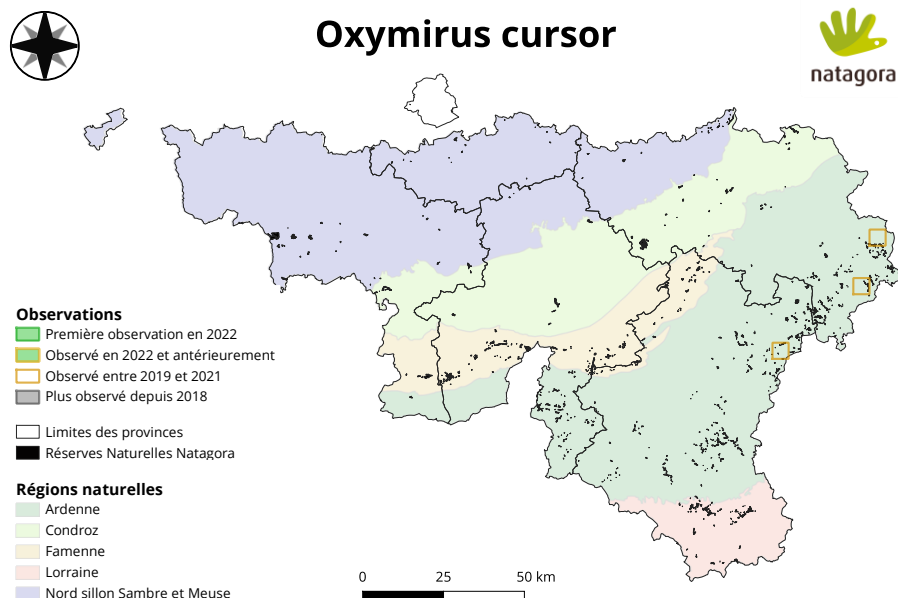 Oxymirus cursor
natagora
Observations
Première observation en 2022
Observé en 2022 et antérieurement
Observé entre 2019 et 2021
Plus observé depuis 2018
Limites des provinces
Réserves Naturelles Natagora
Régions naturelles
Ardenne
Condroz
Famenne
Lorraine
Nord sillon Sambre et Meuse
0 25 50 km